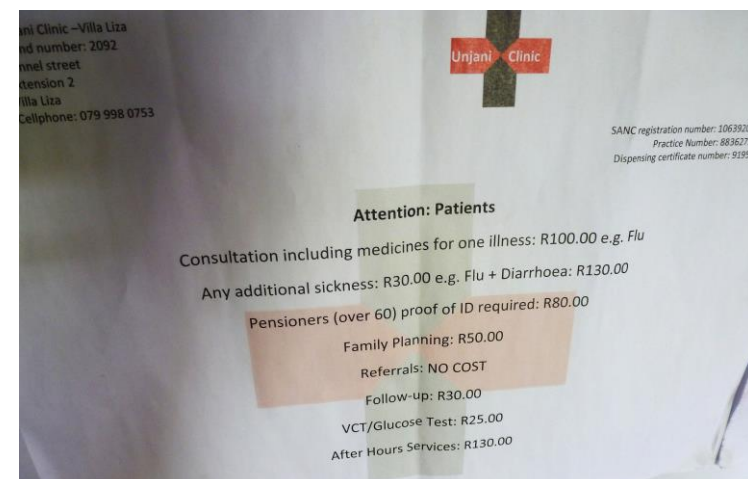 ani Clinic –Villa Liza
nd number: 2092
nnel street
tension 2
illa Liza
Cellphone: 079 998 0753
Unjani Clinic
SANC registration number: 1063920
Practice Number: 883627
Dispensing certificate number: 9195
Attention: Patients
Consultation including medicines for one illness: R100.00 e.g. Flu
Any additional sickness: R30.00 e.g. Flu + Diarrhoea: R130.00
Pensioners (over 60) proof of ID required: R80.00
Family Planning: R50.00
Referrals: NO COST
Follow-up: R30.00
VCT/Glucose Test: R25.00
After Hours Services: R130.00